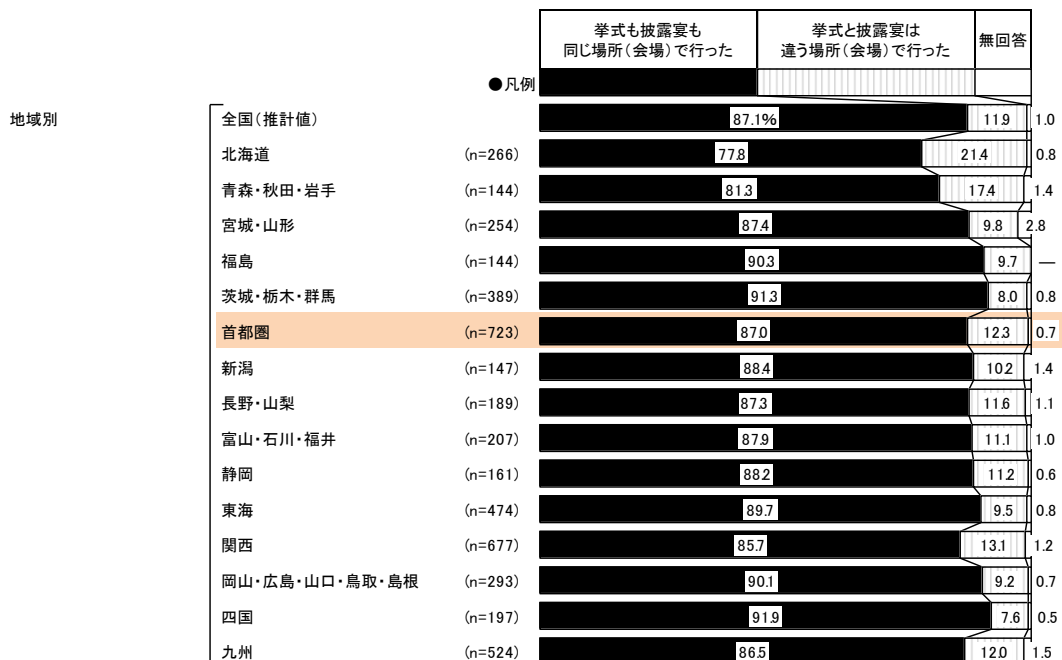 挙式も披露宴も
同じ場所(会場)で行った
挙式と披露宴は
違う場所(会場)で行った
無回答
●凡例
地域別
全国(推計値) 87.1% 11.9 1.0
北海道 (n=266) 77.8 21.4 0.8
青森・秋田・岩手 (n=144) 81.3 17.4 1.4
宮城・山形 (n=254) 87.4 9.8 2.8
福島 (n=144) 90.3 9.7 —
茨城・栃木・群馬 (n=389) 91.3 8.0 0.8
首都圏 (n=723) 87.0 12.3 0.7
新潟 (n=147) 88.4 10.2 1.4
長野・山梨 (n=189) 87.3 11.6 1.1
富山・石川・福井 (n=207) 87.9 11.1 1.0
静岡 (n=161) 88.2 11.2 0.6
東海 (n=474) 89.7 9.5 0.8
関西 (n=677) 85.7 13.1 1.2
岡山・広島・山口・鳥取・島根 (n=293) 90.1 9.2 0.7
四国 (n=197) 91.9 7.6 0.5
九州 (n=524) 86.5 12.0 1.5